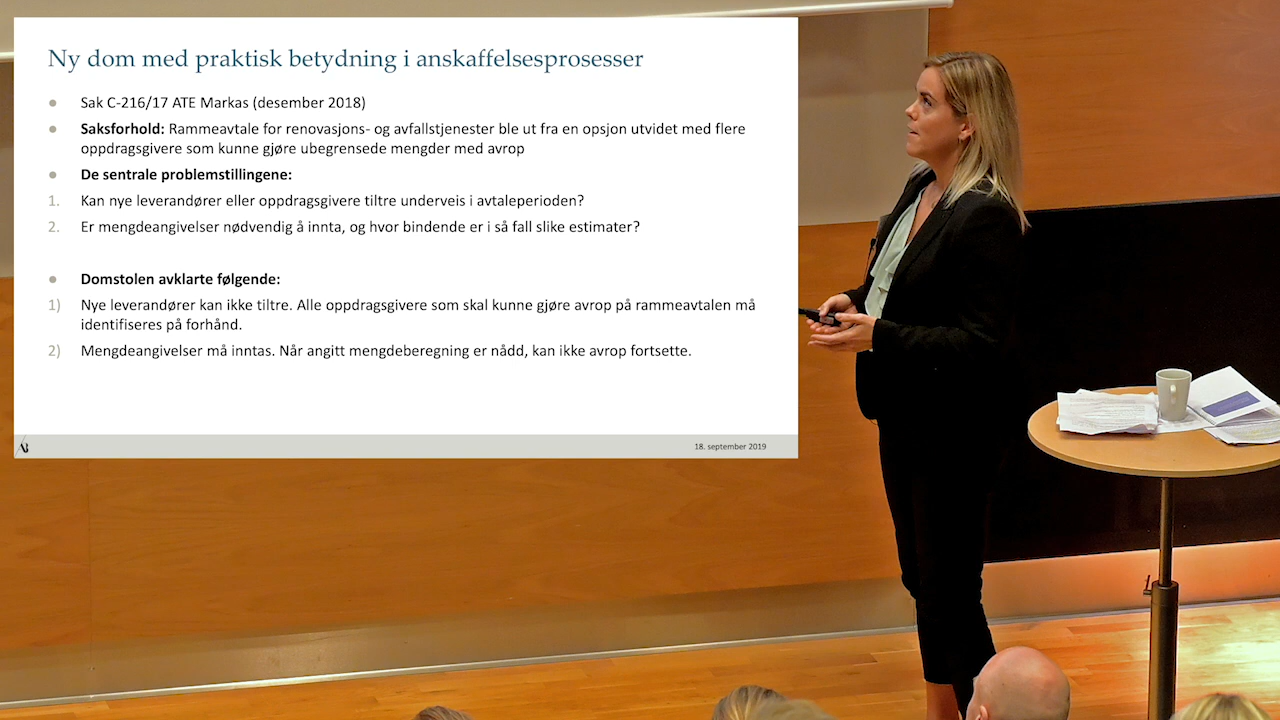 Ny dom med praktisk betydning i anskaffelsesprosesser
● Sak C-216/17 ATE Markas (desember 2018)
● Saksforhold: Rammeavtale for renovasjons- og avfallstjenester ble ut fra en opsjon utvidet med flere
oppdragsgivere som kunne gjøre ubegrensede mengder med avrop
● De sentrale problemstillingene:
1. Kan nye leverandører eller oppdragsgivere tiltre underveis i avtaleperioden?
2. Er mengdeangivelser nødvendig å innta, og hvor bindende er i så fall slike estimater?
● Domstolen avklarte følgende:
1) Nye leverandører kan ikke tiltre. Alle oppdragsgivere som skal kunne gjøre avrop på rammeavtalen må
identifiseres på forhånd.
2) Mengdeangivelser må inntas. Når angitt mengdeberegning er nådd, kan ikke avrop fortsette.
18. september 2019